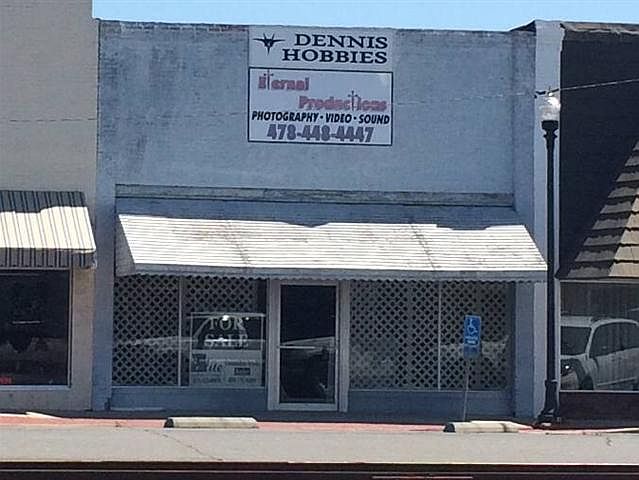 DENNIS
HOBBIES
Eternal
Productions
PHOTOGRAPHY · VIDEO · SOUND
478-448-4447
FOR
SALE